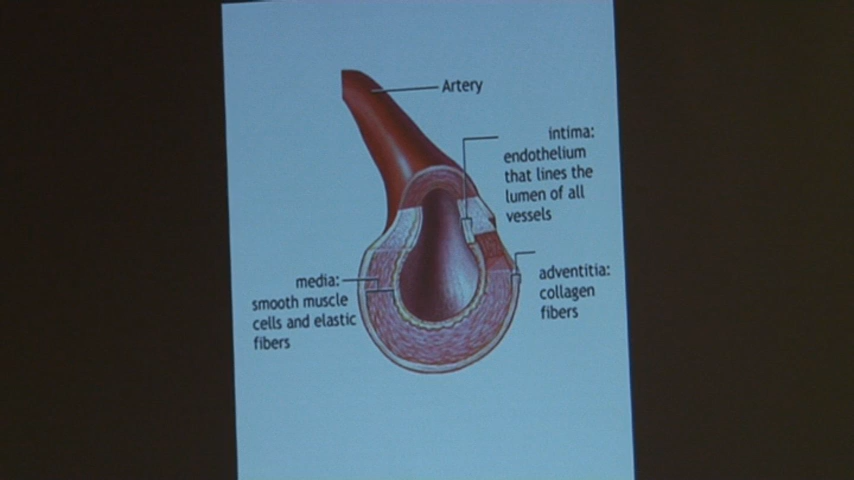 Artery
intima:
endothelium
that lines the
lumen of all
vessels
media:
smooth muscle
cells and elastic
fibers
adventitia:
collagen
fibers